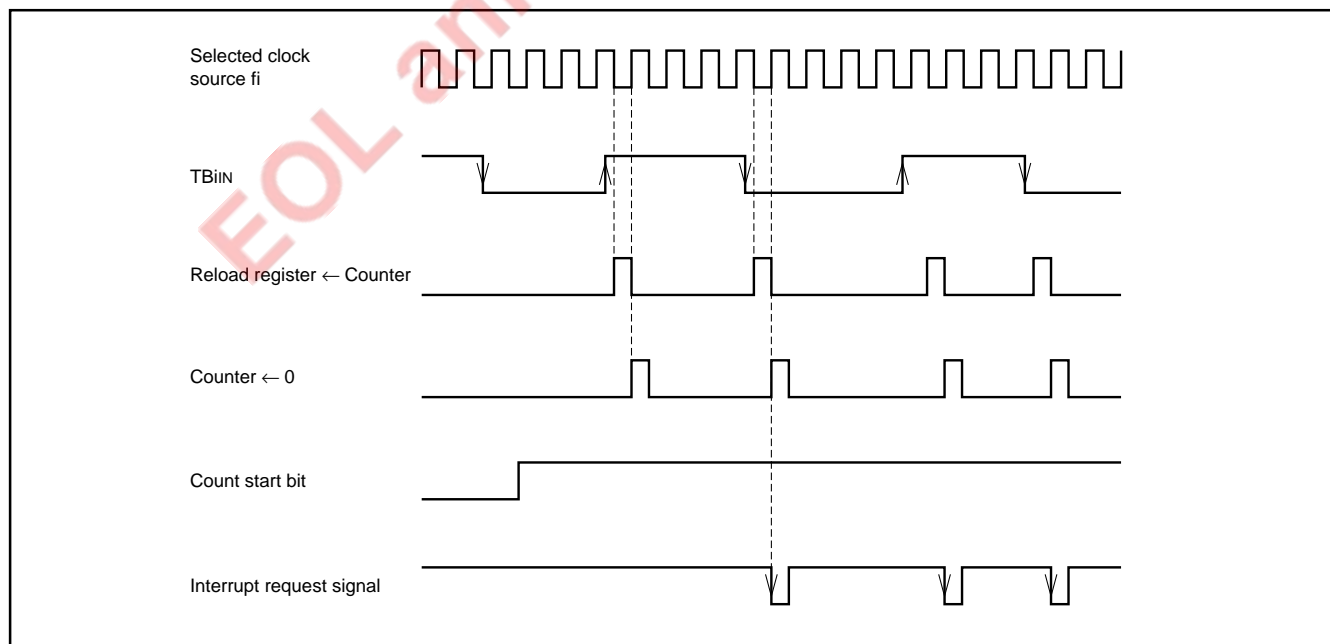 EOL an
Selected clock
source fi
TBiIN
Reload register ← Counter
Counter ← 0
Count start bit
Interrupt request signal